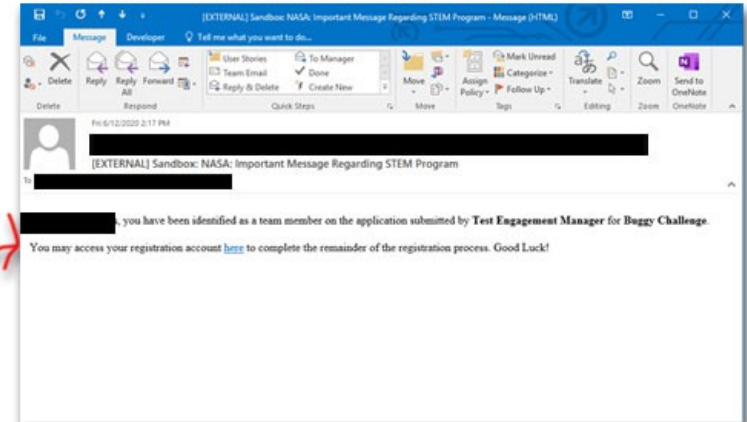 [EXTERNAL] Sandbox: NASA: Important Message Regarding STEM Program - Message (HTML)
File Message Developer Tell me what you want to do...
Delete
Reply Reply All Forward
User Stories To Manager
Team Email Done
Reply & Delete Create New
Move
Assign Policy
Mark Unread
Categorize
Follow Up
Translate
Zoom
Send to OneNote
Delete Respond Quick Steps Move Tags Editing Zoom OneNote
Fri 6/12/2020 2:17 PM
[EXTERNAL] Sandbox: NASA: Important Message Regarding STEM Program
To
, you have been identified as a team member on the application submitted by Test Engagement Manager for Buggy Challenge.
You may access your registration account here to complete the remainder of the registration process. Good Luck!